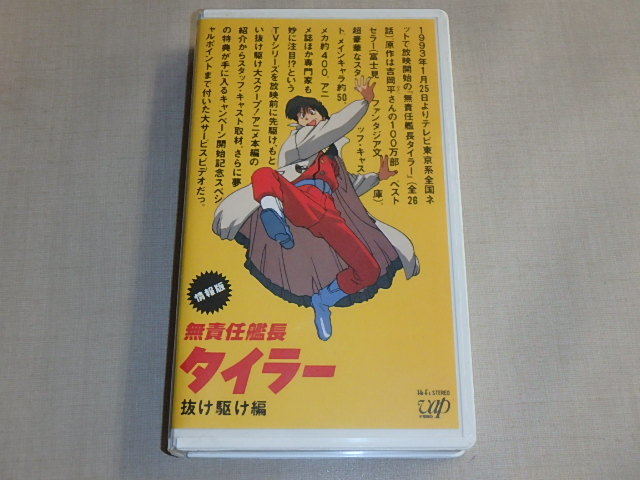 1993年1月25日よりテレビ東京系全国ネ
ットで放映開始の「無責任艦長タイラー」(全26
話)原作は吉岡平さんの100万部 ベスト
セラー(富士見 ファンタジア文 庫)。
超豪華なスタ ッフ・キャス
ト、メインキャラ約50
メカ約400、アニ
メ誌ほか専門家も
妙に注目!?という
TVシリーズを放映前に先駆け、もと
い抜け駆け大スクープ!アニメ本編の
紹介からスタッフ・キャスト取材、さらに夢
の特典が手に入るキャンペーン開始記念スペシ
ャルポイントまで付いた大サービスビデオだっ。
情報版
無責任艦長
タイラー
抜け駆け編
Hi-Fi STEREO
vap
VIDEO